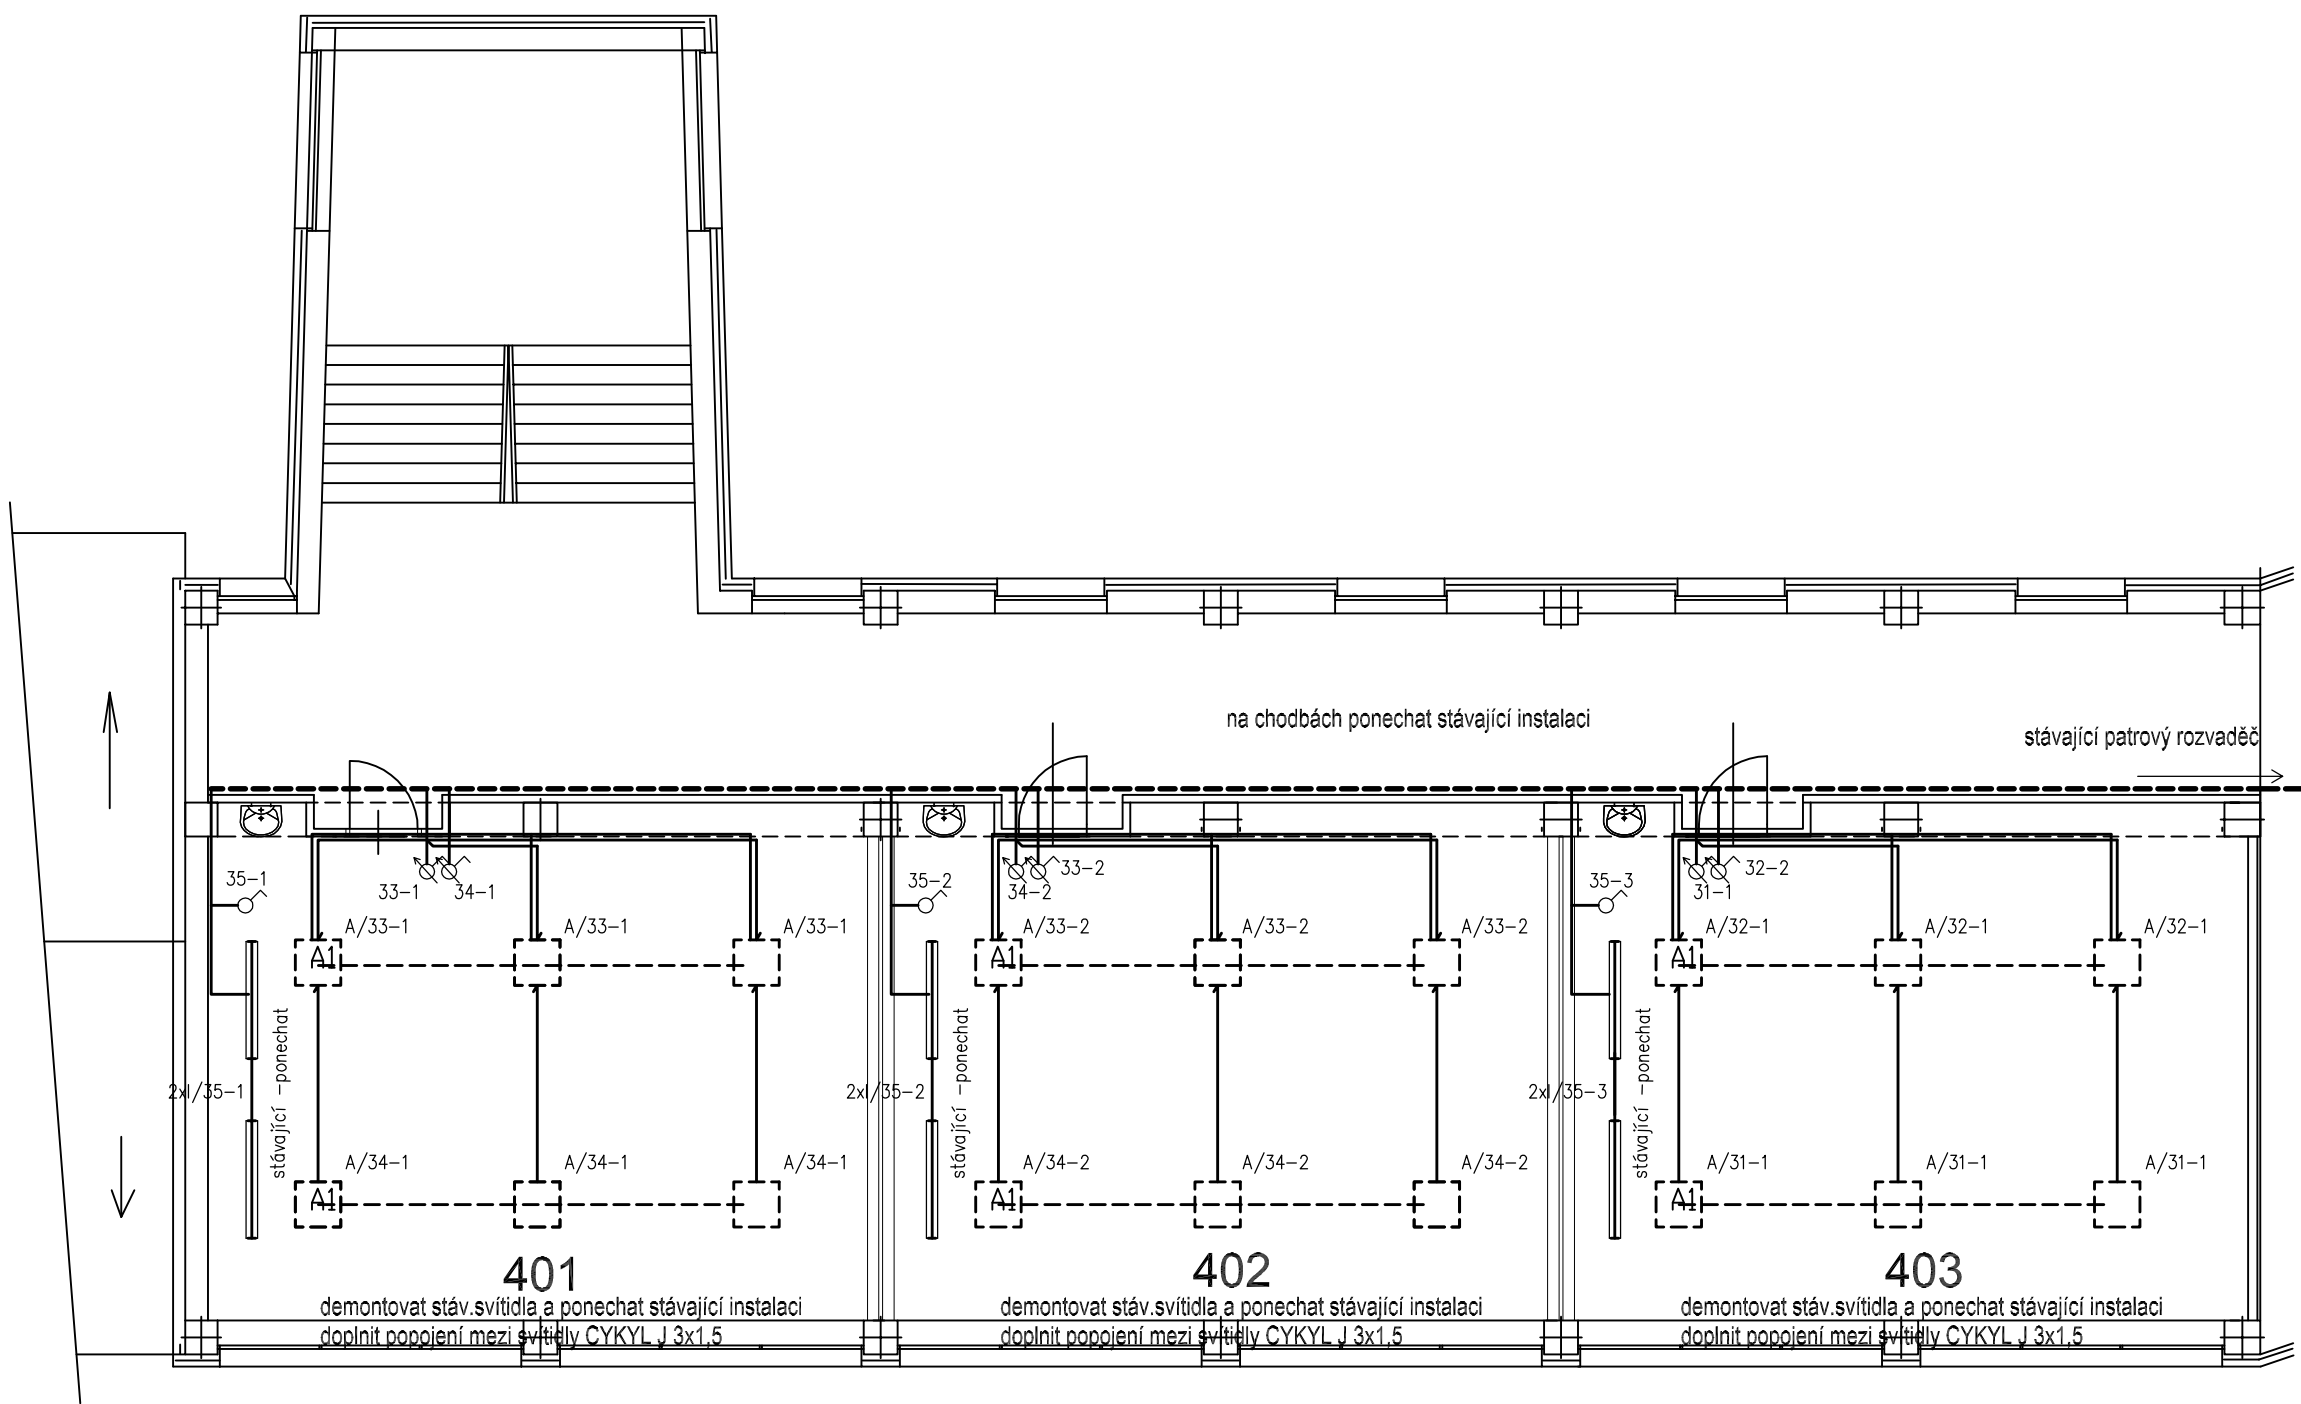 na chodbách ponechat stávající instalaci
stávající patrový rozvaděč
35-1
33-1
34-1
35-2
34-2
33-2
35-3
31-1
32-2
A/33-1
A/33-1
A/33-1
A/33-2
A/33-2
A/33-2
A/32-1
A/32-1
A/32-1
A1
A1
A1
2xI/35-1
stávající -ponechat
2xI/35-2
stávající -ponechat
2xI/35-3
stávající -ponechat
A/34-1
A/34-1
A/34-1
A/34-2
A/34-2
A/34-2
A/31-1
A/31-1
A/31-1
A1
A1
A1
401
demontovat stáv.svítidla a ponechat stávající instalaci
doplnit popojení mezi svítidly CYKYL J 3x1,5
402
demontovat stáv.svítidla a ponechat stávající instalaci
doplnit popojení mezi svítidly CYKYL J 3x1,5
403
demontovat stáv.svítidla a ponechat stávající instalaci
doplnit popojení mezi svítidly CYKYL J 3x1,5